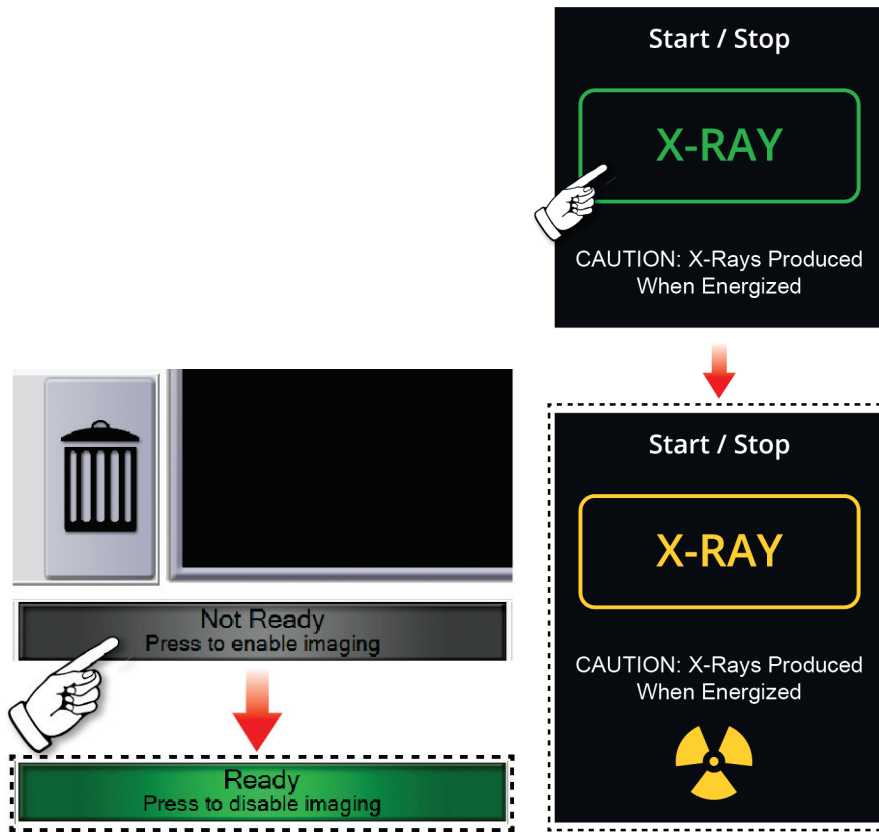 Start / Stop
X-RAY
CAUTION: X-Rays Produced
When Energized
Not Ready
Press to enable imaging
Ready
Press to disable imaging
Start / Stop
X-RAY
CAUTION: X-Rays Produced
When Energized